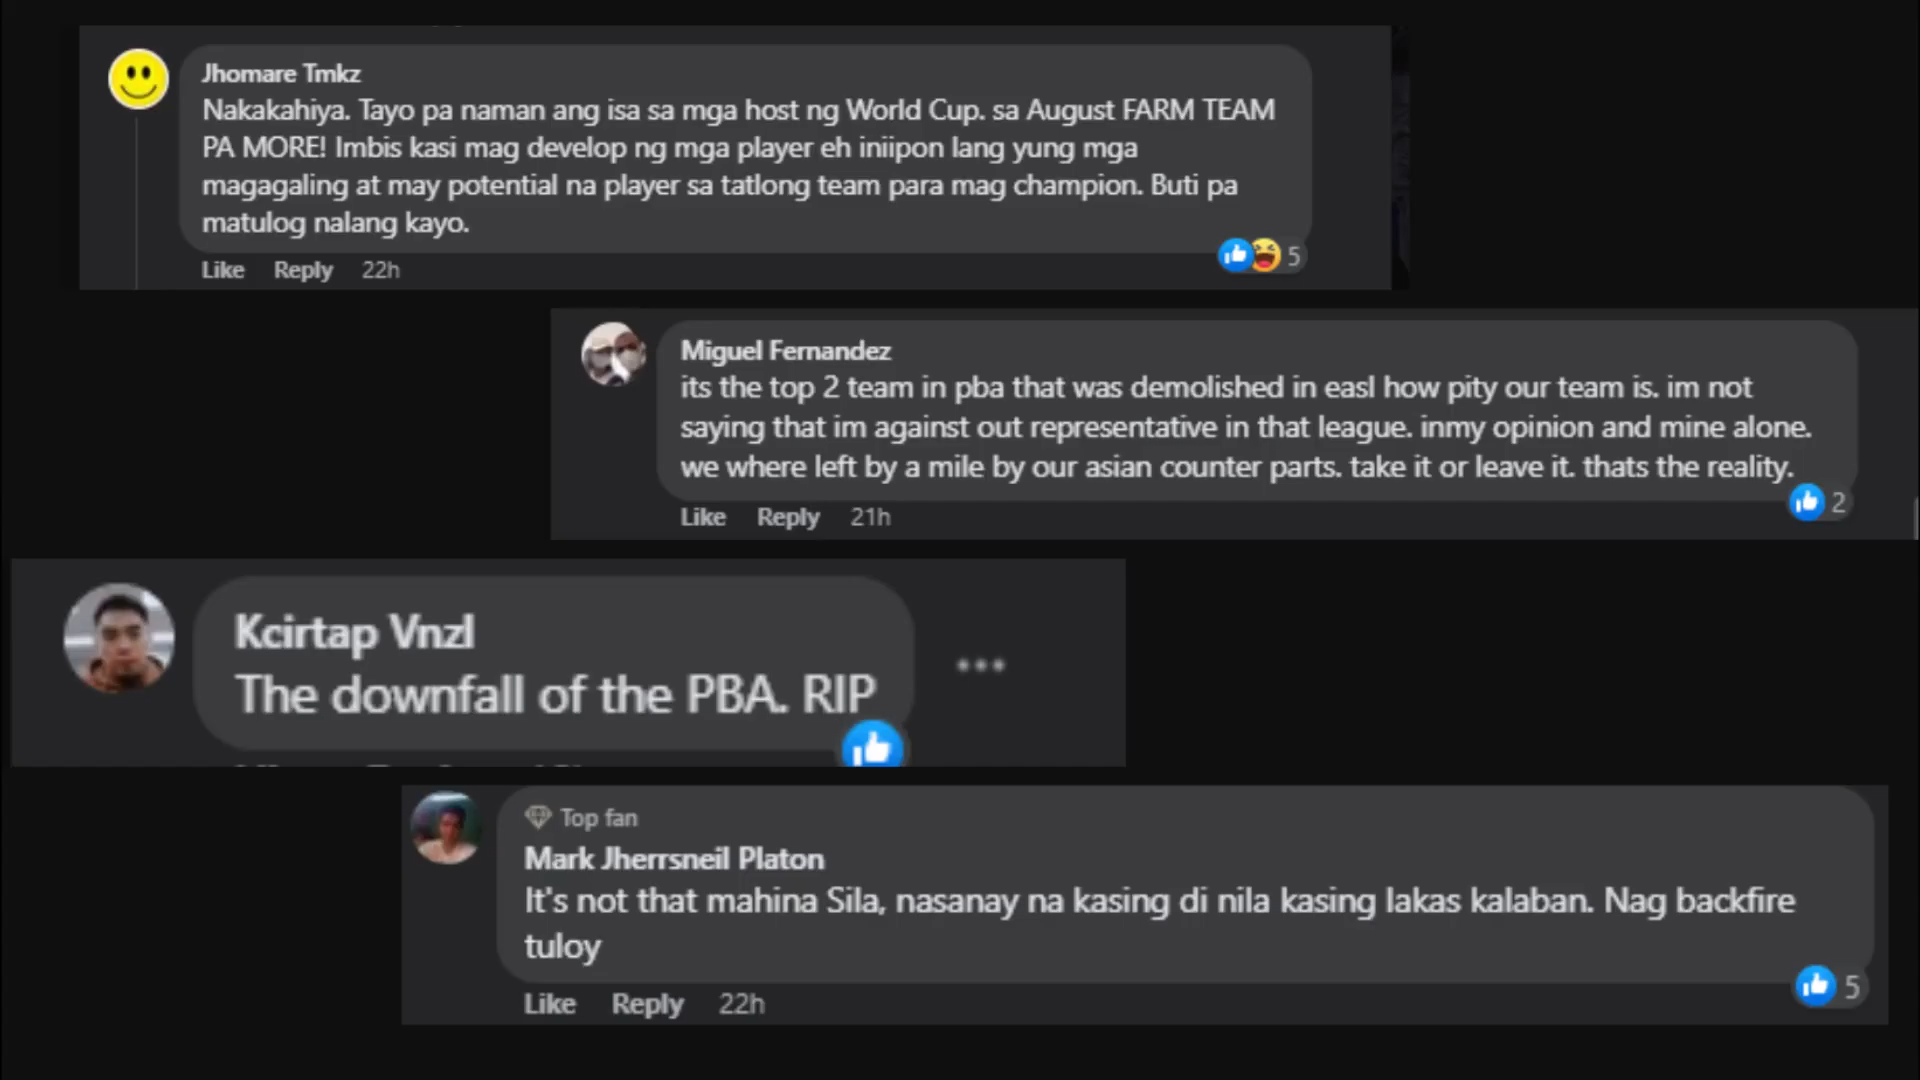 Jhomare Tmkz
Nakakahiya. Tayo pa naman ang isa sa mga host ng World Cup. sa August FARM TEAM
PA MORE! Imbis kasi mag develop ng mga player eh iniipon lang yung mga
magagaling at may potential na player sa tatlong team para mag champion. Buti pa
matulog nalang kayo.
Like Reply 22h
5
Miguel Fernandez
its the top 2 team in pba that was demolished in easl how pity our team is. im not
saying that im against out representative in that league. inmy opinion and mine alone.
we where left by a mile by our asian counter parts. take it or leave it. thats the reality.
Like Reply 21h
2
Kcirtap Vnzl
The downfall of the PBA. RIP
Top fan
Mark Jherrsneil Platon
It's not that mahina Sila, nasanay na kasing di nila kasing lakas kalaban. Nag backfire
tuloy
Like Reply 22h
5